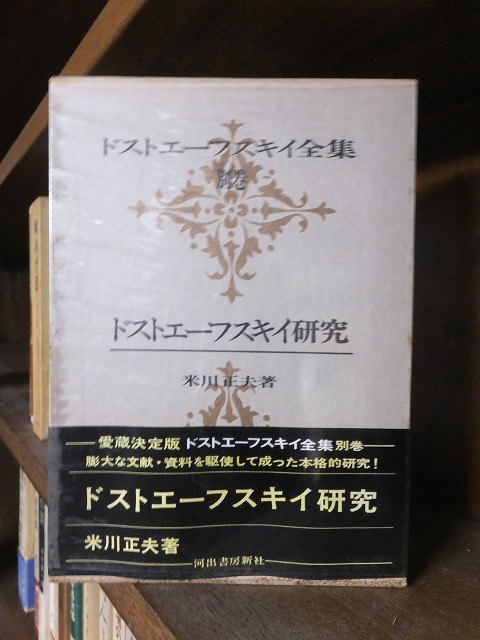 ドストエーフスキイ全集
別巻
ドストエーフスキイ研究
米川正夫著
愛蔵決定版 ドストエーフスキイ全集別巻
膨大な文献・資料を駆使して成った本格的研究!
ドストエーフスキイ研究
米川正夫著
河出書房新社